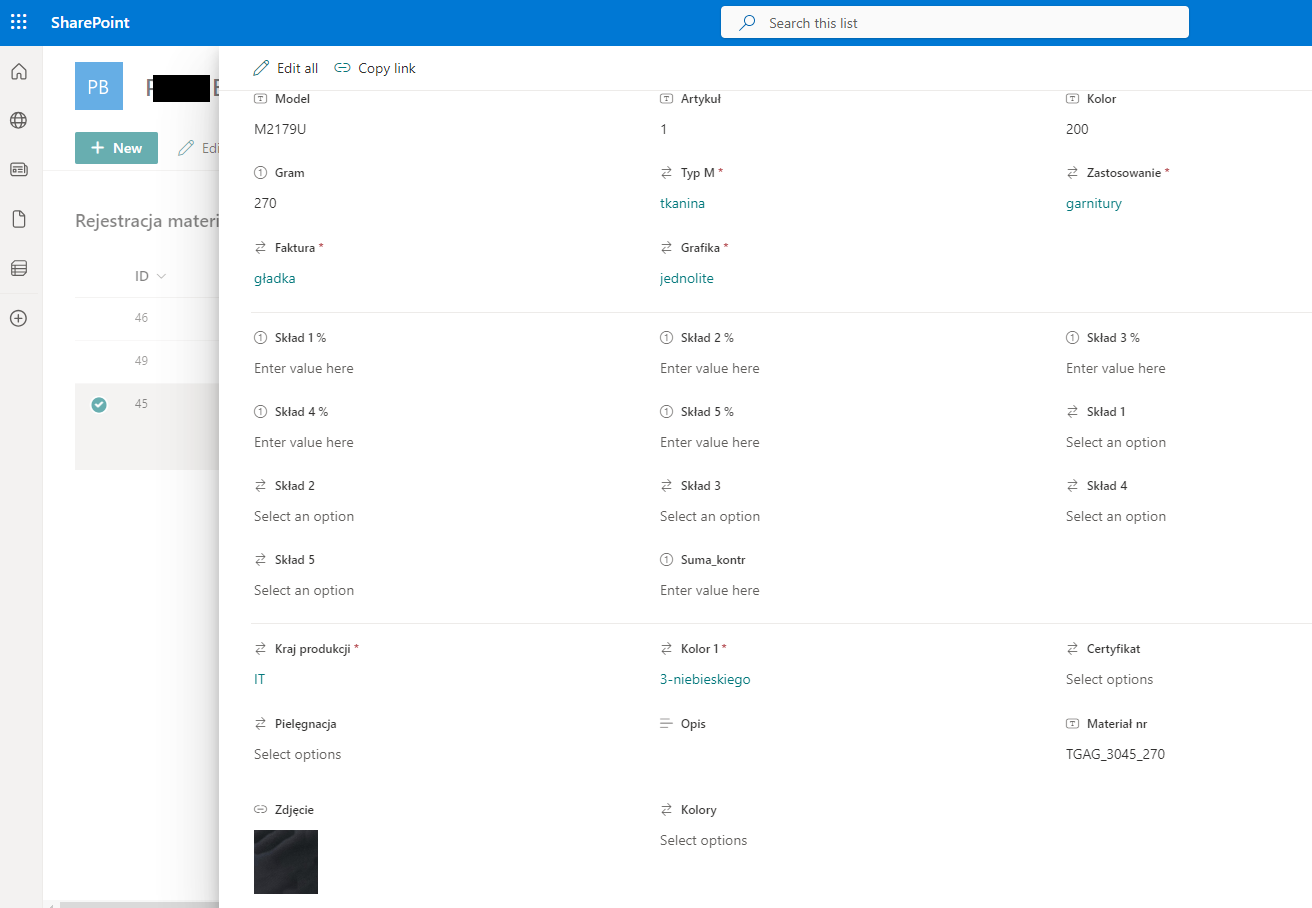 SharePoint
Search this list
PB
New
Edit all
Copy link
Rejestracja materi
ID
46
49
45
Model
Artykuł
Kolor
M2179U
1
200
Gram
Typ M *
Zastosowanie *
270
tkanina
garnitury
Faktura *
Grafika *
gładka
jednolite
Skład 1 %
Skład 2 %
Skład 3 %
Enter value here
Enter value here
Enter value here
Skład 4 %
Skład 5 %
Skład 1
Enter value here
Enter value here
Select an option
Skład 2
Skład 3
Skład 4
Select an option
Select an option
Select an option
Skład 5
Suma_kontr
Select an option
Enter value here
Kraj produkcji *
Kolor 1 *
Certyfikat
IT
3-niebieskiego
Select options
Pielęgnacja
Opis
Materiał nr
Select options
TGAG_3045_270
Zdjęcie
Kolory
Select options